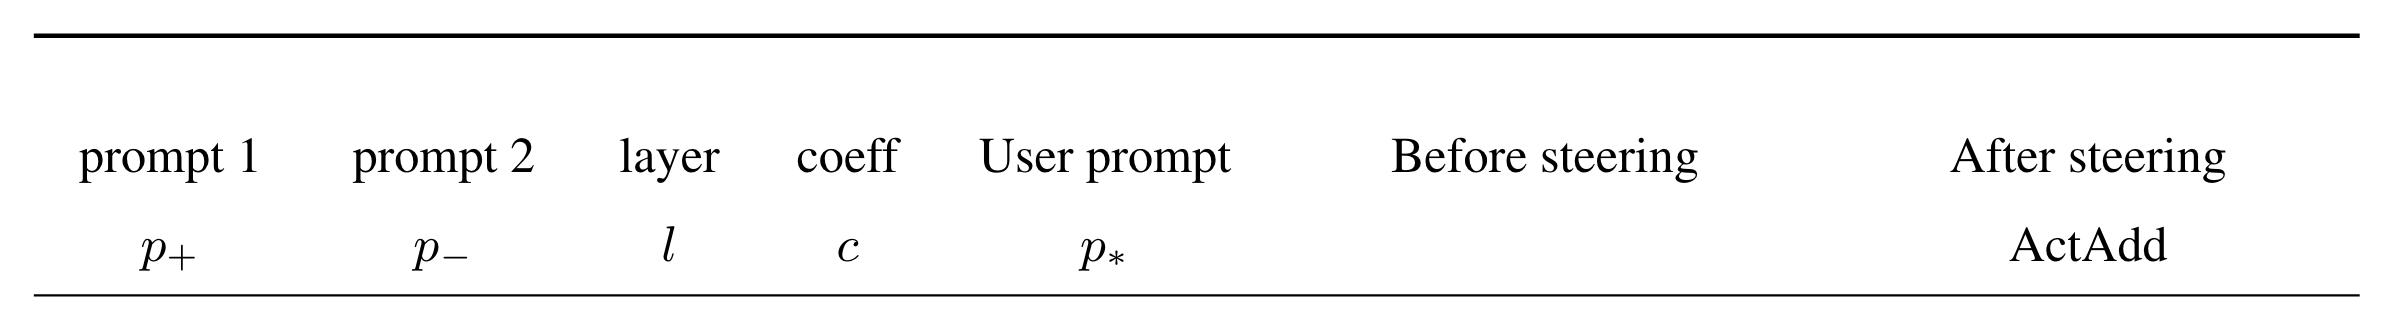 prompt 1 prompt 2 layer coeff User prompt Before steering After steering
p₊ p₋ l c p* ActAdd